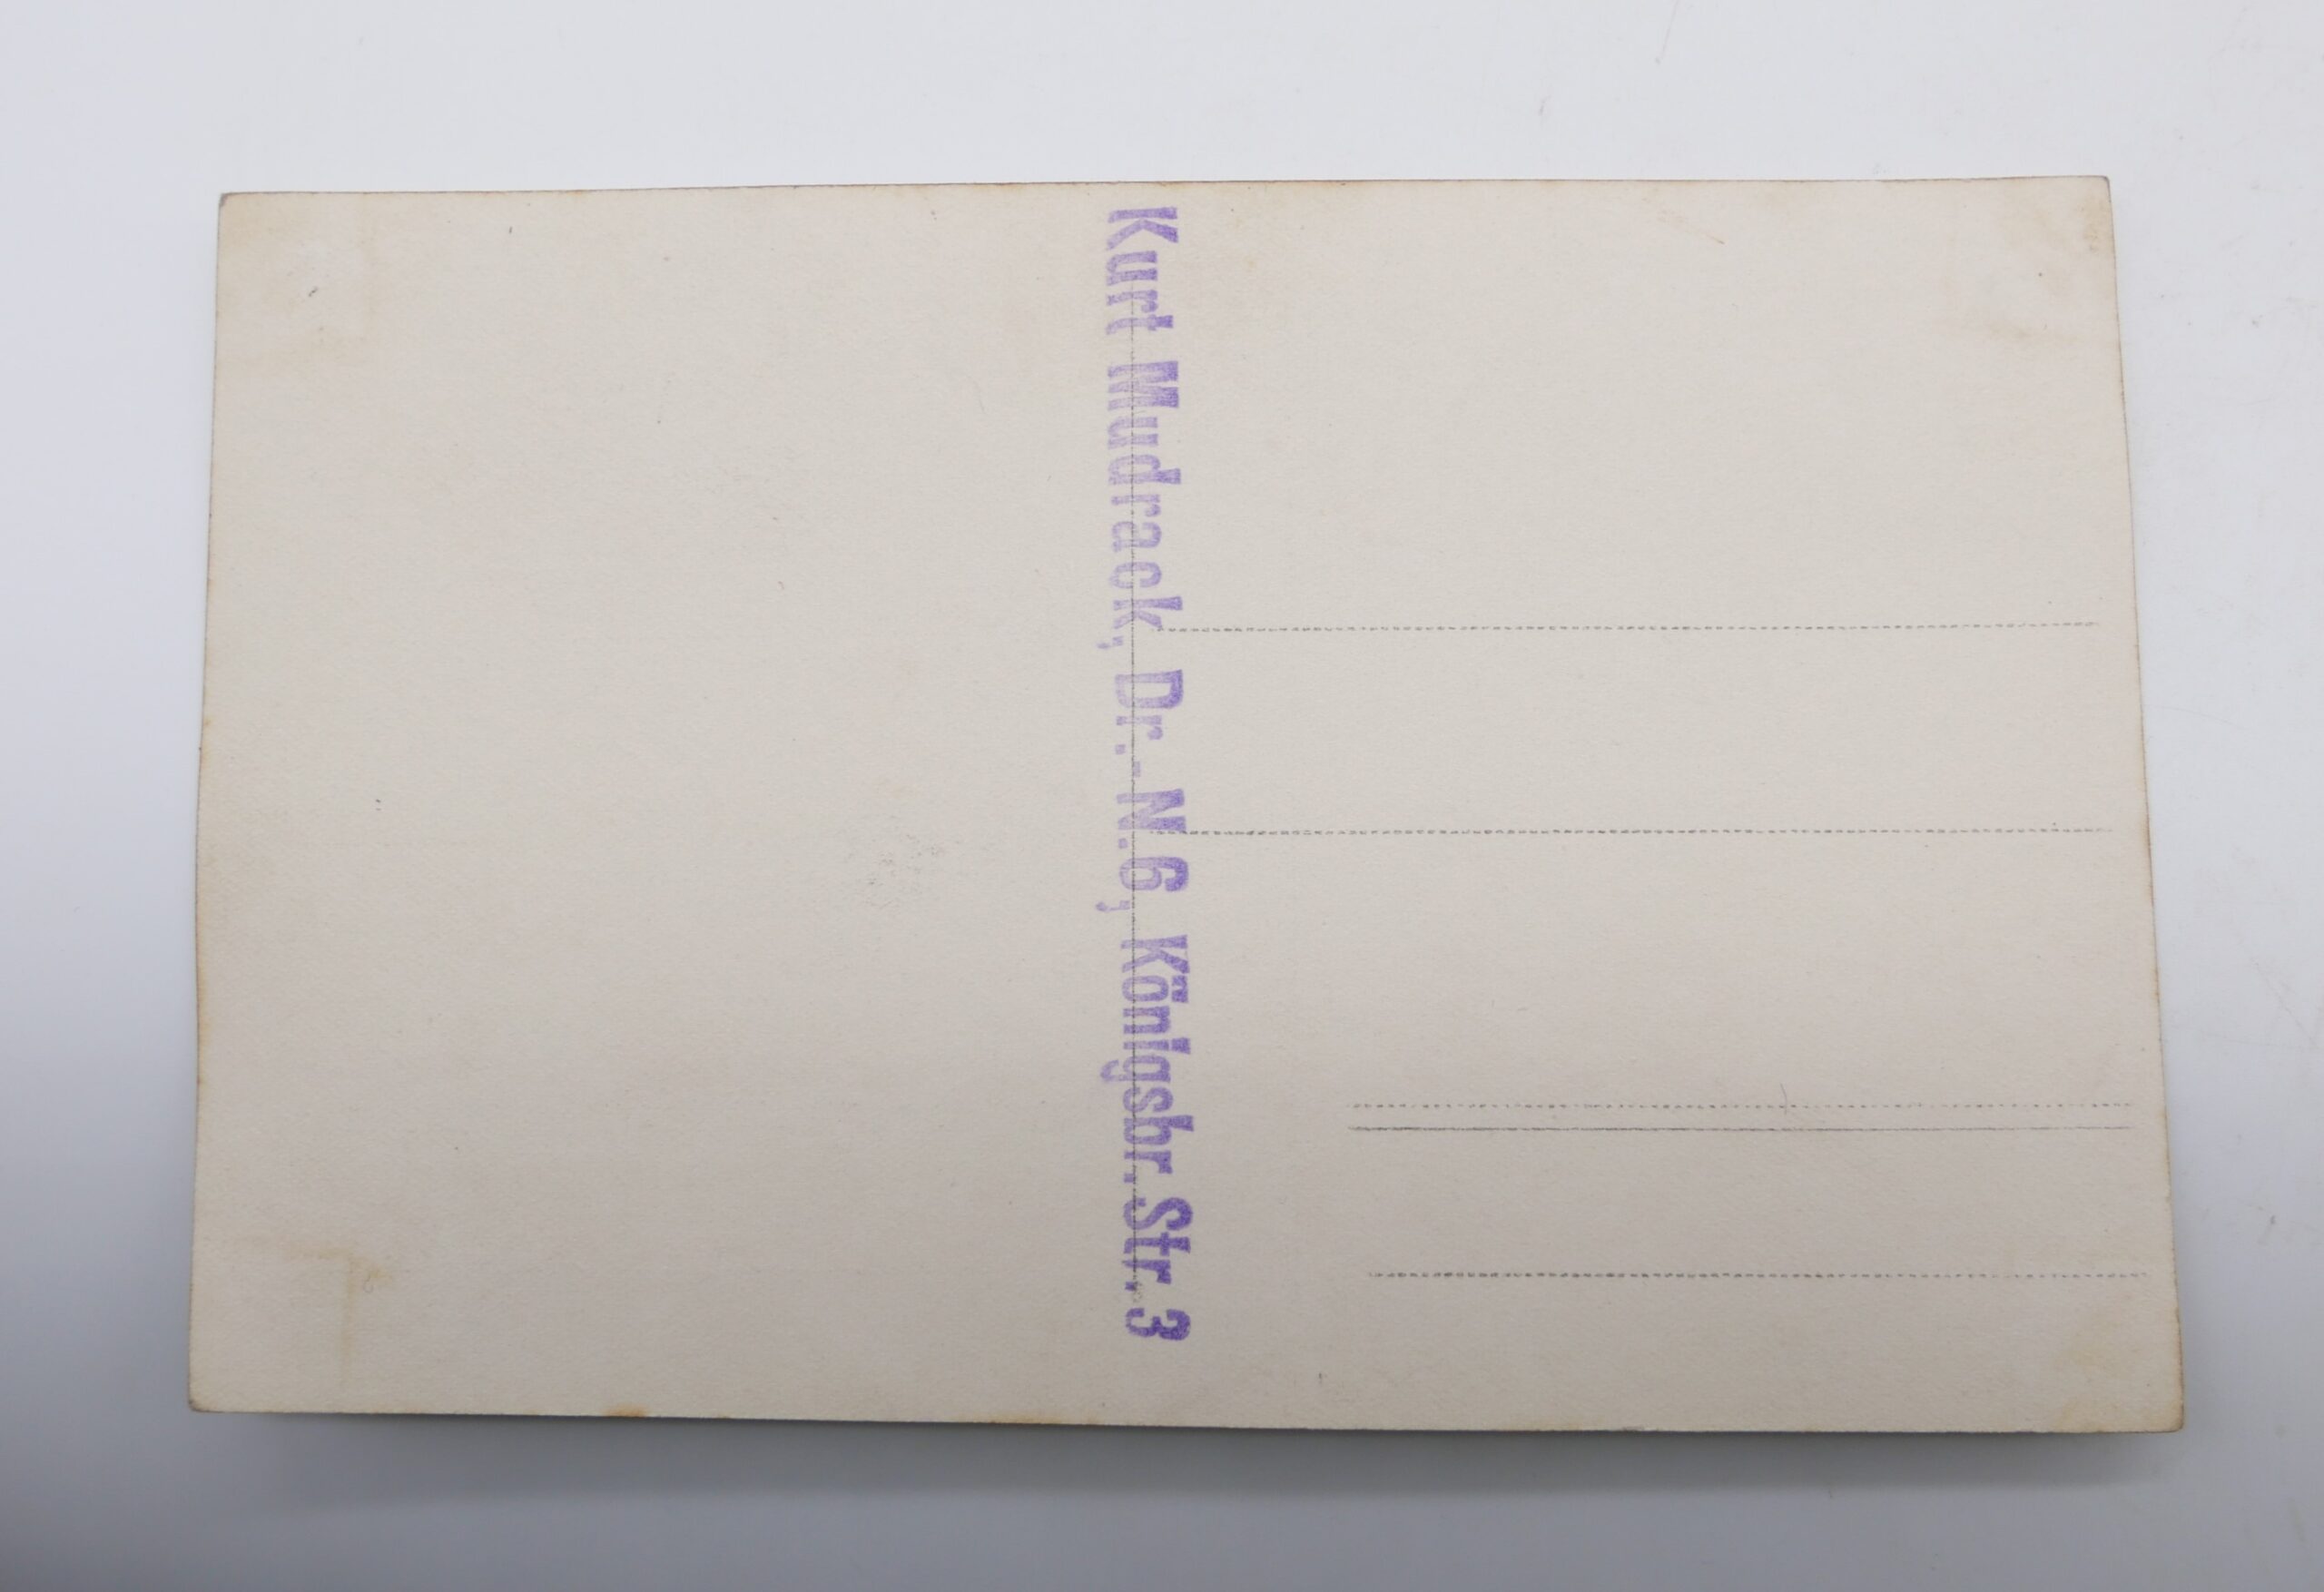 Kurt Mudrack, Dr.-N.6, Königsbr. Str. 3